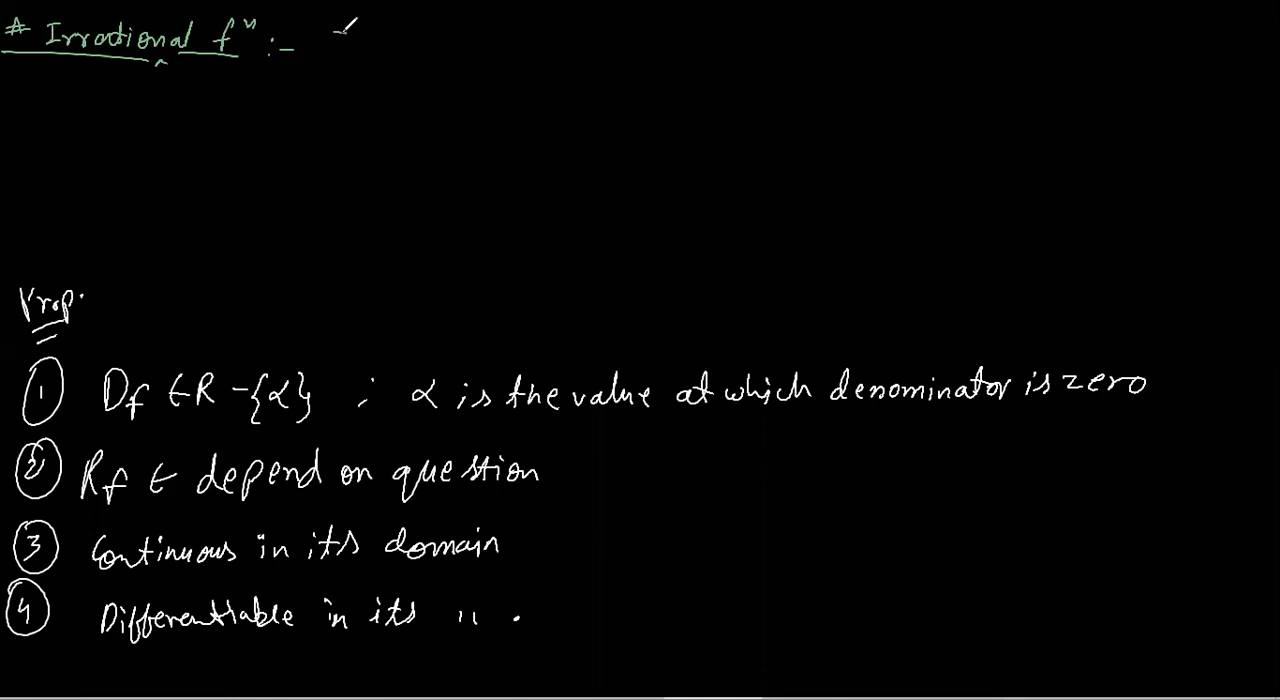 # Irrational fⁿ :-
Prop.
① Df ∈ R - {α} ; α is the value at which denominator is zero
② Rf ∈ depend on question
③ Continuous in its domain
④ Differentiable in its ,, .